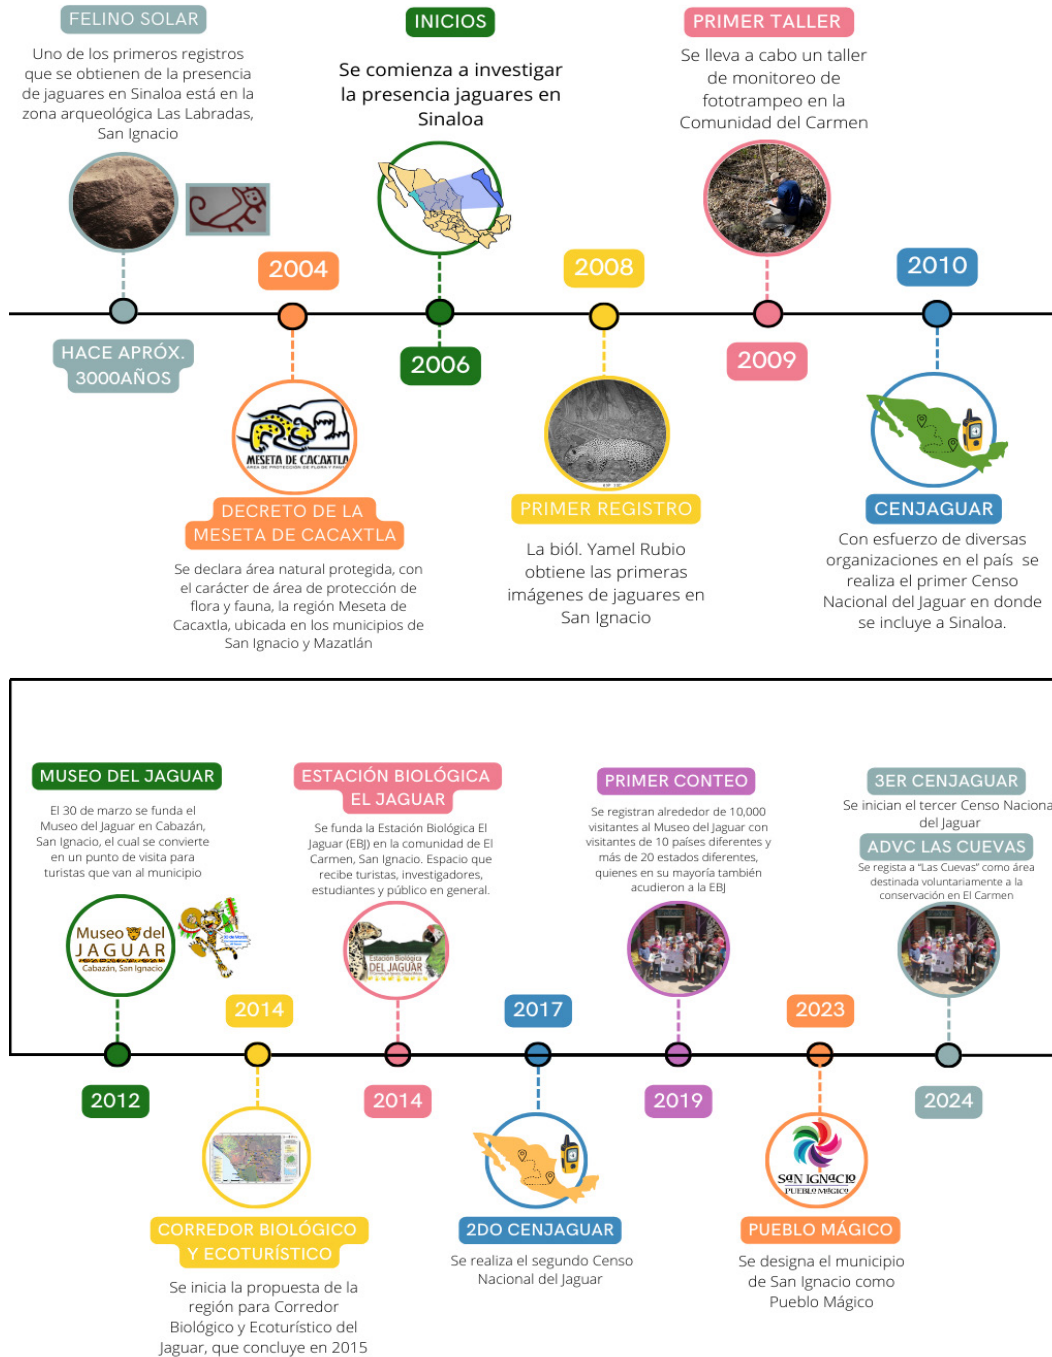 FELINO SOLAR
Uno de los primeros registros
que se obtienen de la presencia
de jaguares en Sinaloa está en la
zona arqueológica Las Labradas,
San Ignacio
HACE APRÓX.
3000AÑOS
2004
MESETA DE CACAXTLA
ÁREA DE PROTECCIÓN DE FLORA Y FAUNA
DECRETO DE LA
MESETA DE CACAXTLA
Se declara área natural protegida, con
el carácter de área de protección de
flora y fauna, la región Meseta de
Cacaxtla, ubicada en los municipios de
San Ignacio y Mazatlán
INICIOS
Se comienza a investigar
la presencia jaguares en
Sinaloa
2006
2008
PRIMER REGISTRO
La biól. Yamel Rubio
obtiene las primeras
imágenes de jaguares en
San Ignacio
PRIMER TALLER
Se lleva a cabo un taller
de monitoreo de
fototrampeo en la
Comunidad del Carmen
2009
2010
CENJAGUAR
Con esfuerzo de diversas
organizaciones en el país se
realiza el primer Censo
Nacional del Jaguar en donde
se incluye a Sinaloa.
MUSEO DEL JAGUAR
El 30 de marzo se funda el
Museo del Jaguar en Cabazán,
San Ignacio, el cual se convierte
en un punto de visita para
turistas que van al municipio
Museo del
JAGUAR
Cabazán, San Ignacio
2012
2014
CORREDOR BIOLÓGICO
Y ECOTURÍSTICO
Se inicia la propuesta de la
región para Corredor
Biológico y Ecoturístico del
Jaguar, que concluye en 2015
ESTACIÓN BIOLÓGICA
EL JAGUAR
Se funda la Estación Biológica El
Jaguar (EBJ) en la comunidad de El
Carmen, San Ignacio. Espacio que
recibe turistas, investigadores,
estudiantes y público en general.
Estación Biológica
DEL JAGUAR
2014
2017
2DO CENJAGUAR
Se realiza el segundo Censo
Nacional del Jaguar
PRIMER CONTEO
Se registran alrededor de 10,000
visitantes al Museo del Jaguar con
visitantes de 10 países diferentes y
más de 20 estados diferentes,
quienes en su mayoría también
acudieron a la EBJ
2019
2023
SAN IGNACIO
PUEBLO MÁGICO
PUEBLO MÁGICO
Se designa el municipio
de San Ignacio como
Pueblo Mágico
3ER CENJAGUAR
Se inician el tercer Censo Nacional
del Jaguar
ADVC LAS CUEVAS
Se regista a "Las Cuevas" como área
destinada voluntariamente a la
conservación en El Carmen
2024